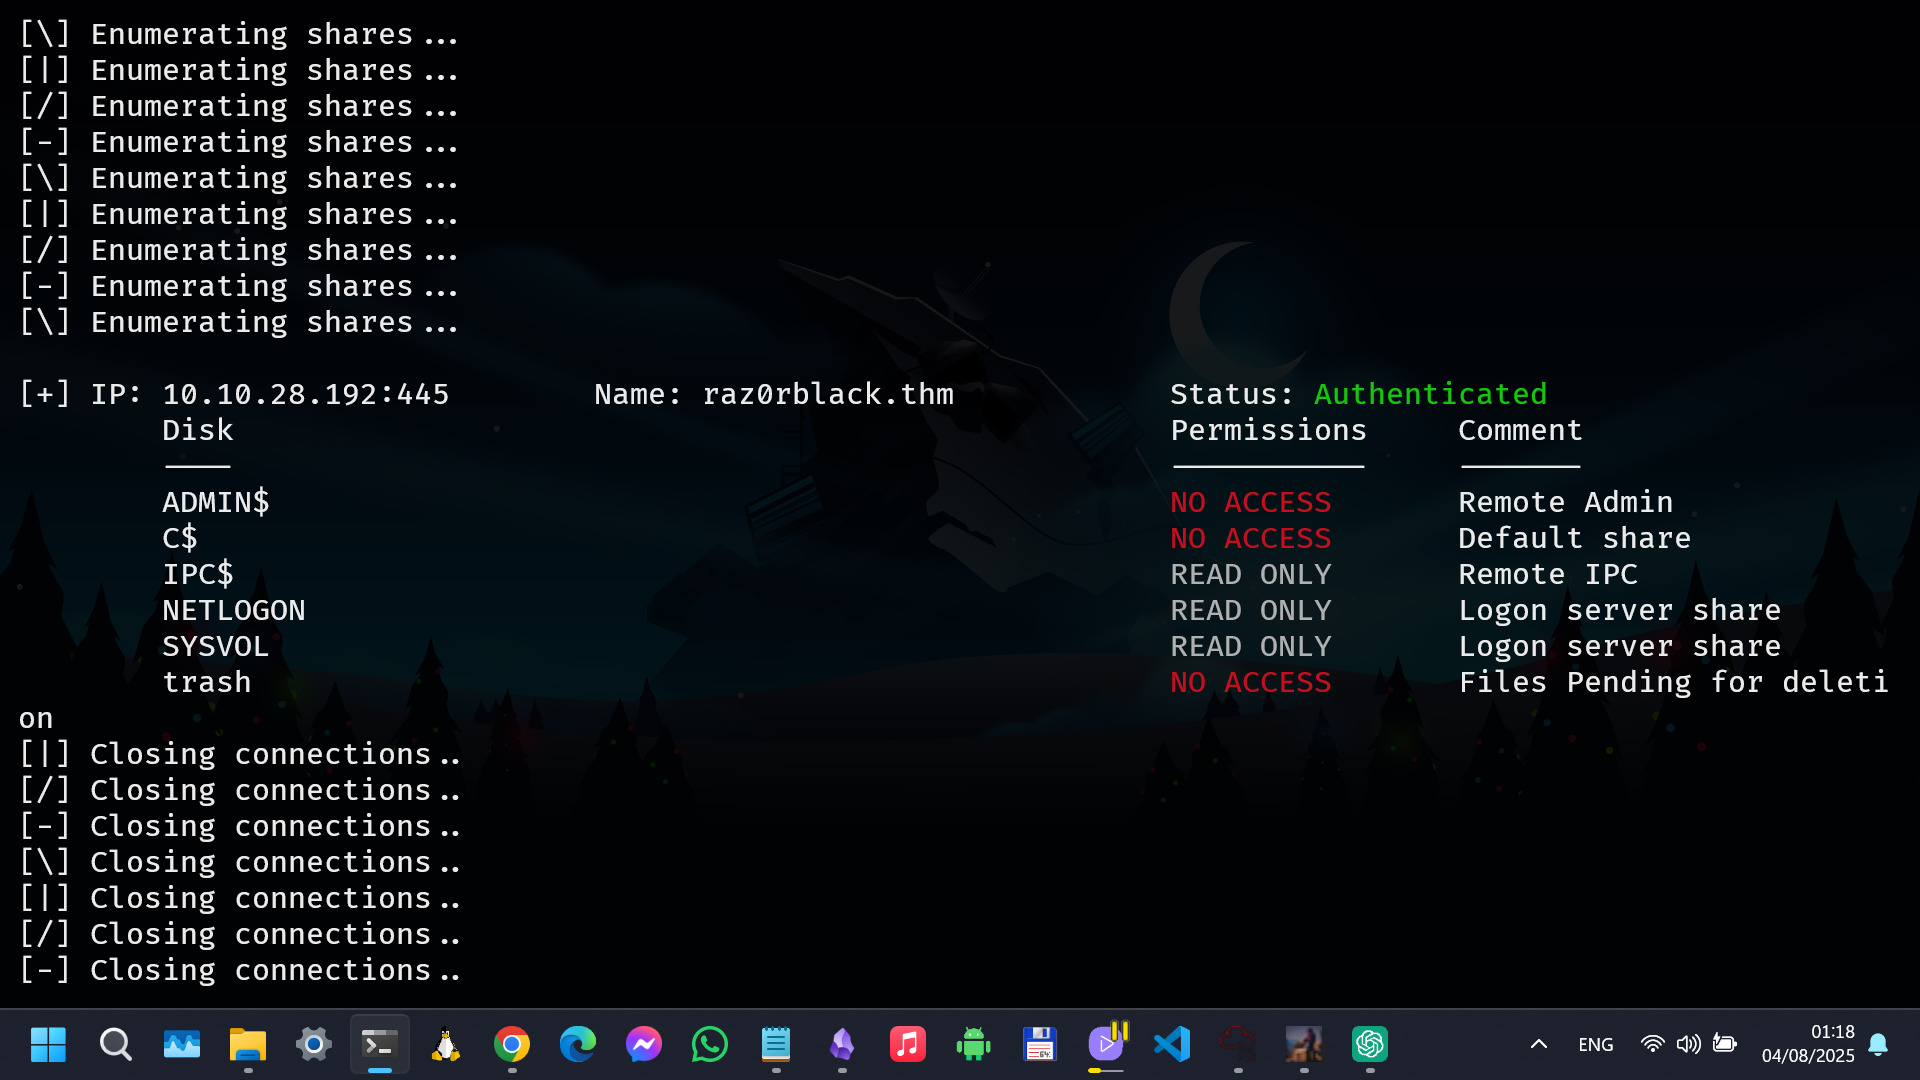 [\] Enumerating shares...
[|] Enumerating shares...
[/] Enumerating shares...
[-] Enumerating shares...
[\] Enumerating shares...
[|] Enumerating shares...
[/] Enumerating shares...
[-] Enumerating shares...
[\] Enumerating shares...
[+] IP: 10.10.28.192:445 Name: raz0rblack.thm Status: Authenticated
Disk Permissions Comment
---- ----------- -------
ADMIN$ NO ACCESS Remote Admin
C$ NO ACCESS Default share
IPC$ READ ONLY Remote IPC
NETLOGON READ ONLY Logon server share
SYSVOL READ ONLY Logon server share
trash NO ACCESS Files Pending for deleti
on
[|] Closing connections..
[/] Closing connections..
[-] Closing connections..
[\] Closing connections..
[|] Closing connections..
[/] Closing connections..
[-] Closing connections..
64
ENG
01:18
04/08/2025